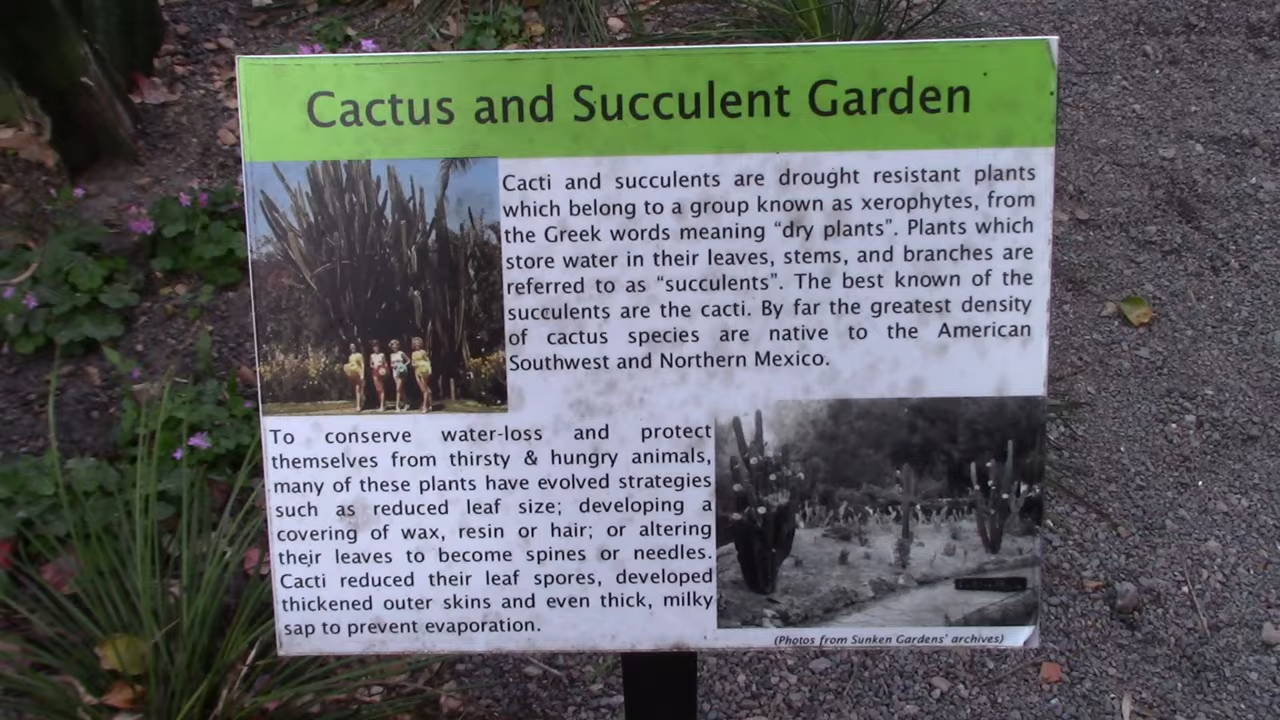 Cactus and Succulent Garden
Cacti and succulents are drought resistant plants
which belong to a group known as xerophytes, from
the Greek words meaning “dry plants”. Plants which
store water in their leaves, stems, and branches are
referred to as “succulents”. The best known of the
succulents are the cacti. By far the greatest density
of cactus species are native to the American
Southwest and Northern Mexico.
To conserve water-loss and protect
themselves from thirsty & hungry animals,
many of these plants have evolved strategies
such as reduced leaf size; developing a
covering of wax, resin or hair; or altering
their leaves to become spines or needles.
Cacti reduced their leaf spores, developed
thickened outer skins and even thick, milky
sap to prevent evaporation.
(Photos from Sunken Gardens' archives)